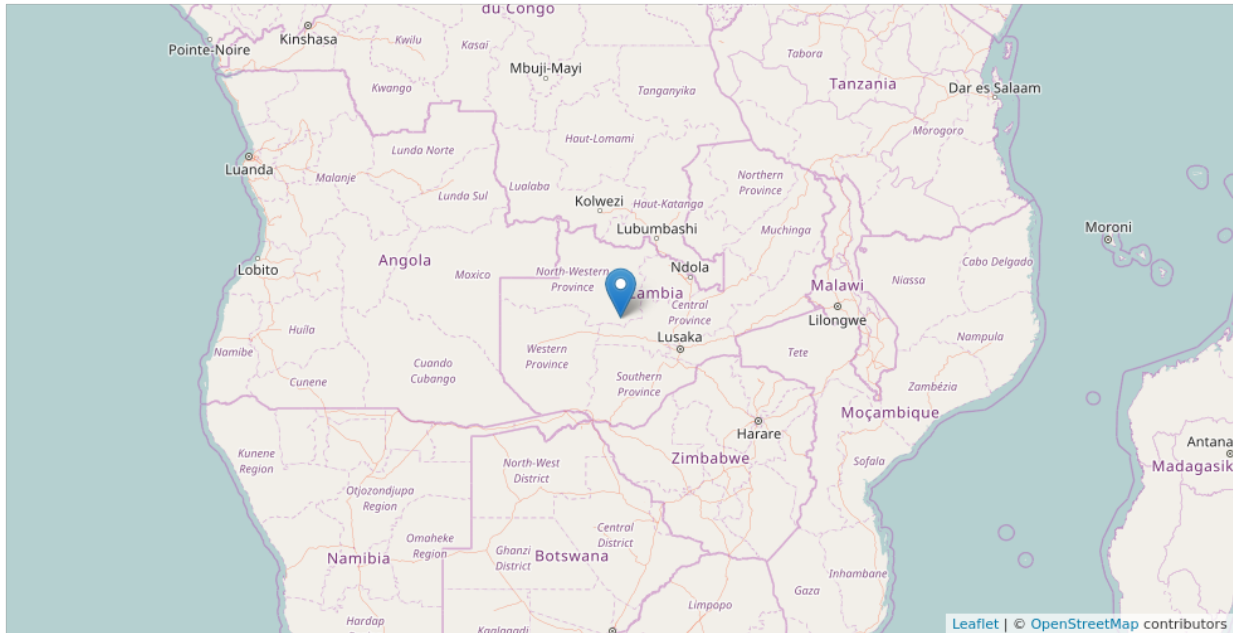 du Congo
Kinshasa
Pointe-Noire
Kwilu
Kasaï
Mbuji-Mayi
Kwango
Tanganyika
Tabora
Tanzania
Dar es Salaam
Morogoro
Haut-Lomami
Lunda Norte
Luanda
Malanje
Lunda Sul
Lualaba
Kolwezi
Haut-Katanga
Northern
Province
Lubumbashi
Muchinga
Moroni
Lobito
Angola
Moxico
North-Western
Province
Ndola
Zambia
Central
Province
Malawi
Lilongwe
Niassa
Cabo Delgado
Huíla
Namibe
Cunene
Cuando
Cubango
Western
Province
Lusaka
Southern
Province
Tete
Nampula
Zambézia
Moçambique
Harare
Zimbabwe
Sofala
Kunene
Region
Otjozondjupa
Region
North-West
District
Antana
Madagasik
Omaheke
Region
Namibia
Ghanzi
District
Botswana
Central
District
Inhambane
Gaza
Limpopo
Hardap
Kgalagadi
Leaflet | © OpenStreetMap contributors